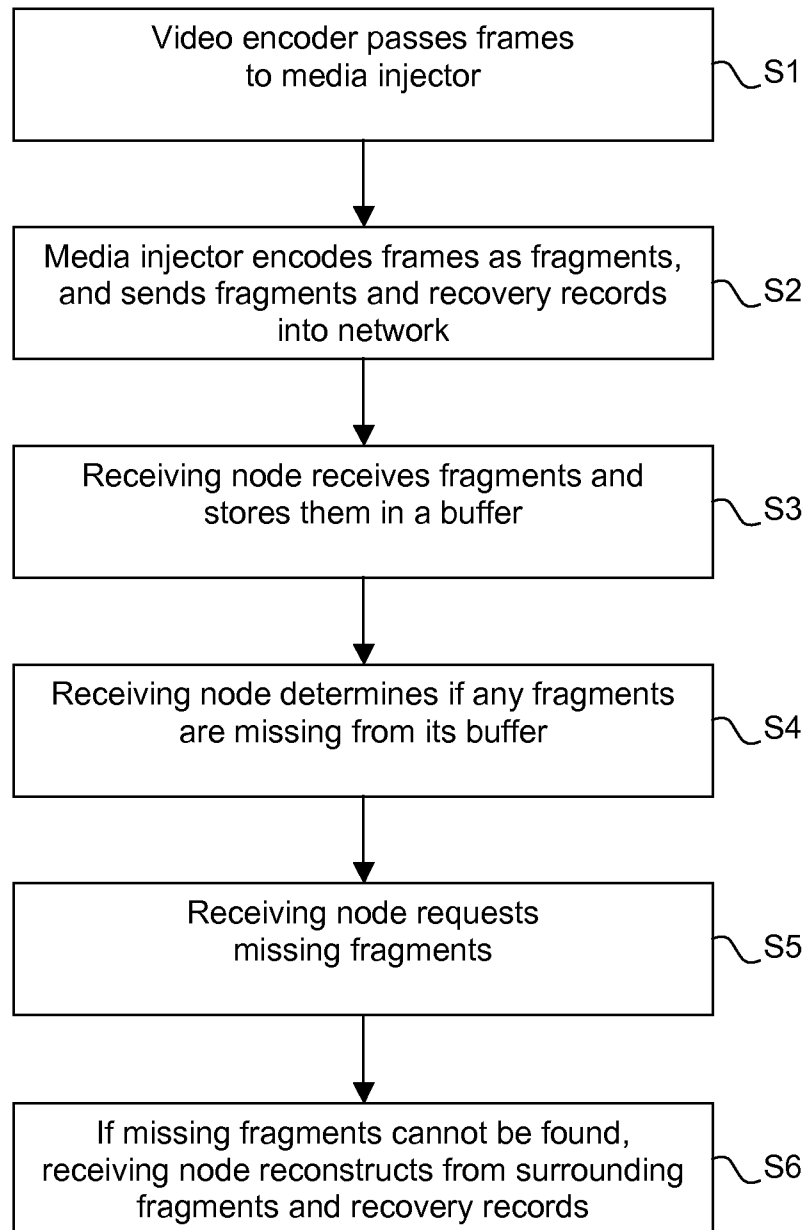 Video encoder passes frames
to media injector
S1
Media injector encodes frames as fragments,
and sends fragments and recovery records
into network
S2
Receiving node receives fragments and
stores them in a buffer
S3
Receiving node determines if any fragments
are missing from its buffer
S4
Receiving node requests
missing fragments
S5
If missing fragments cannot be found,
receiving node reconstructs from surrounding
fragments and recovery records
S6